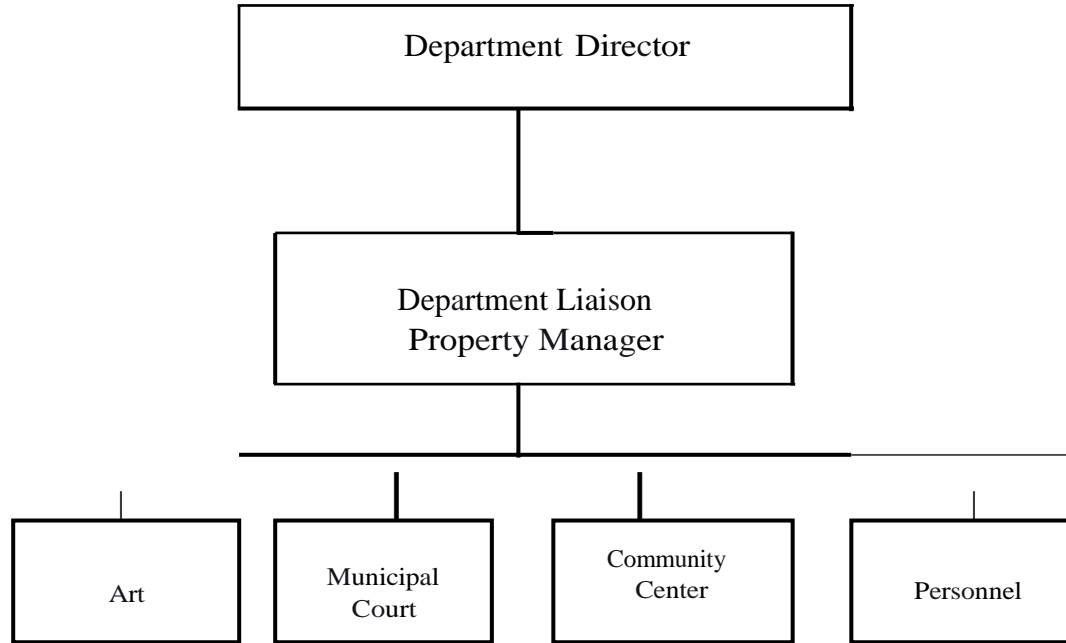 Department Director
Department Liaison
Property Manager
Art
Municipal
Court
Community
Center
Personnel